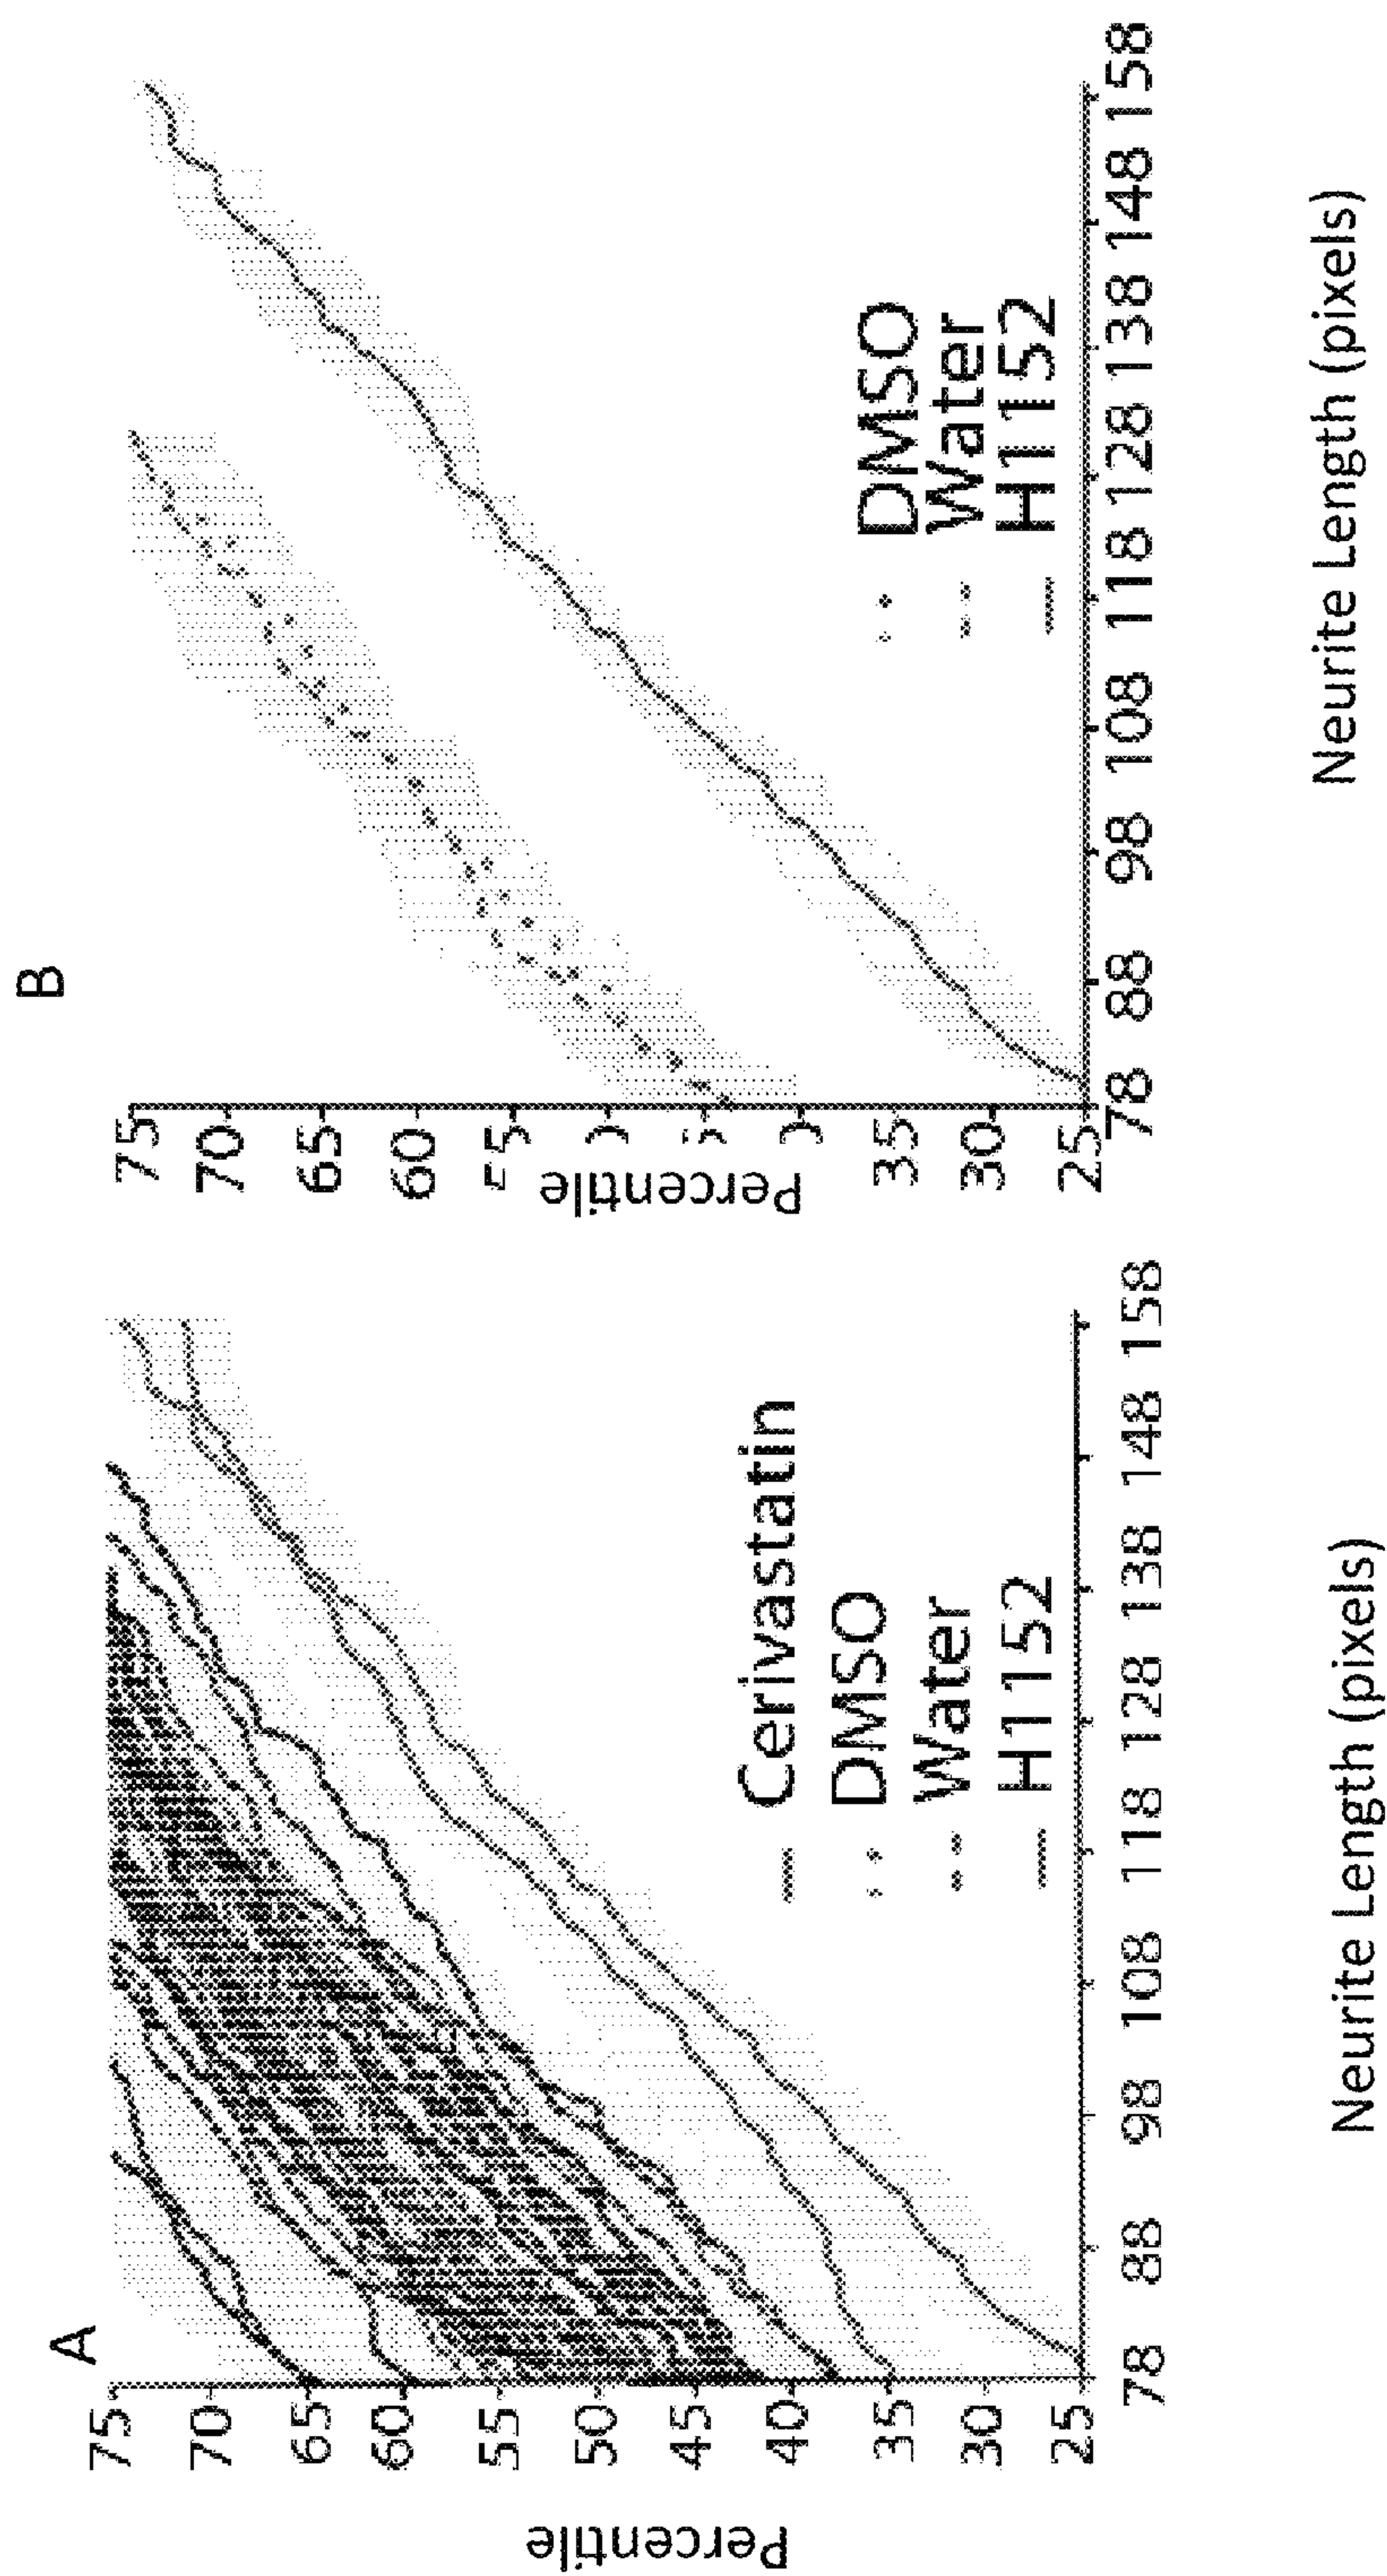 A
Percentile
75
70
65
60
55
50
45
40
35
30
25
Cerivastatin
DMSO
Water
H1152
78 88 98 108 118 128 138 148 158
Neurite Length (pixels)
B
Percentile
75
70
65
60
35
30
25
DMSO
Water
H1152
78 88 98 108 118 128 138 148 158
Neurite Length (pixels)